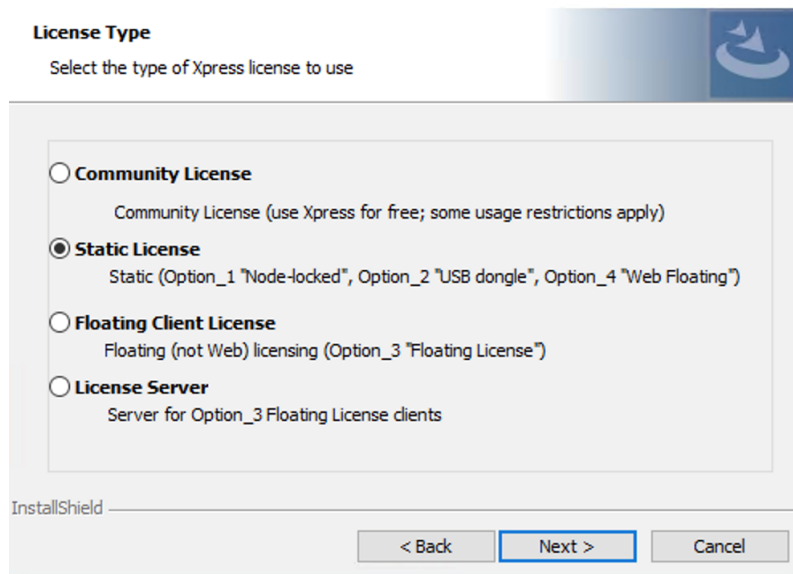 License Type
Select the type of Xpress license to use
Community License
Community License (use Xpress for free; some usage restrictions apply)
Static License
Static (Option_1 "Node-locked", Option_2 "USB dongle", Option_4 "Web Floating")
Floating Client License
Floating (not Web) licensing (Option_3 "Floating License")
License Server
Server for Option_3 Floating License clients
InstallShield
< Back Next > Cancel